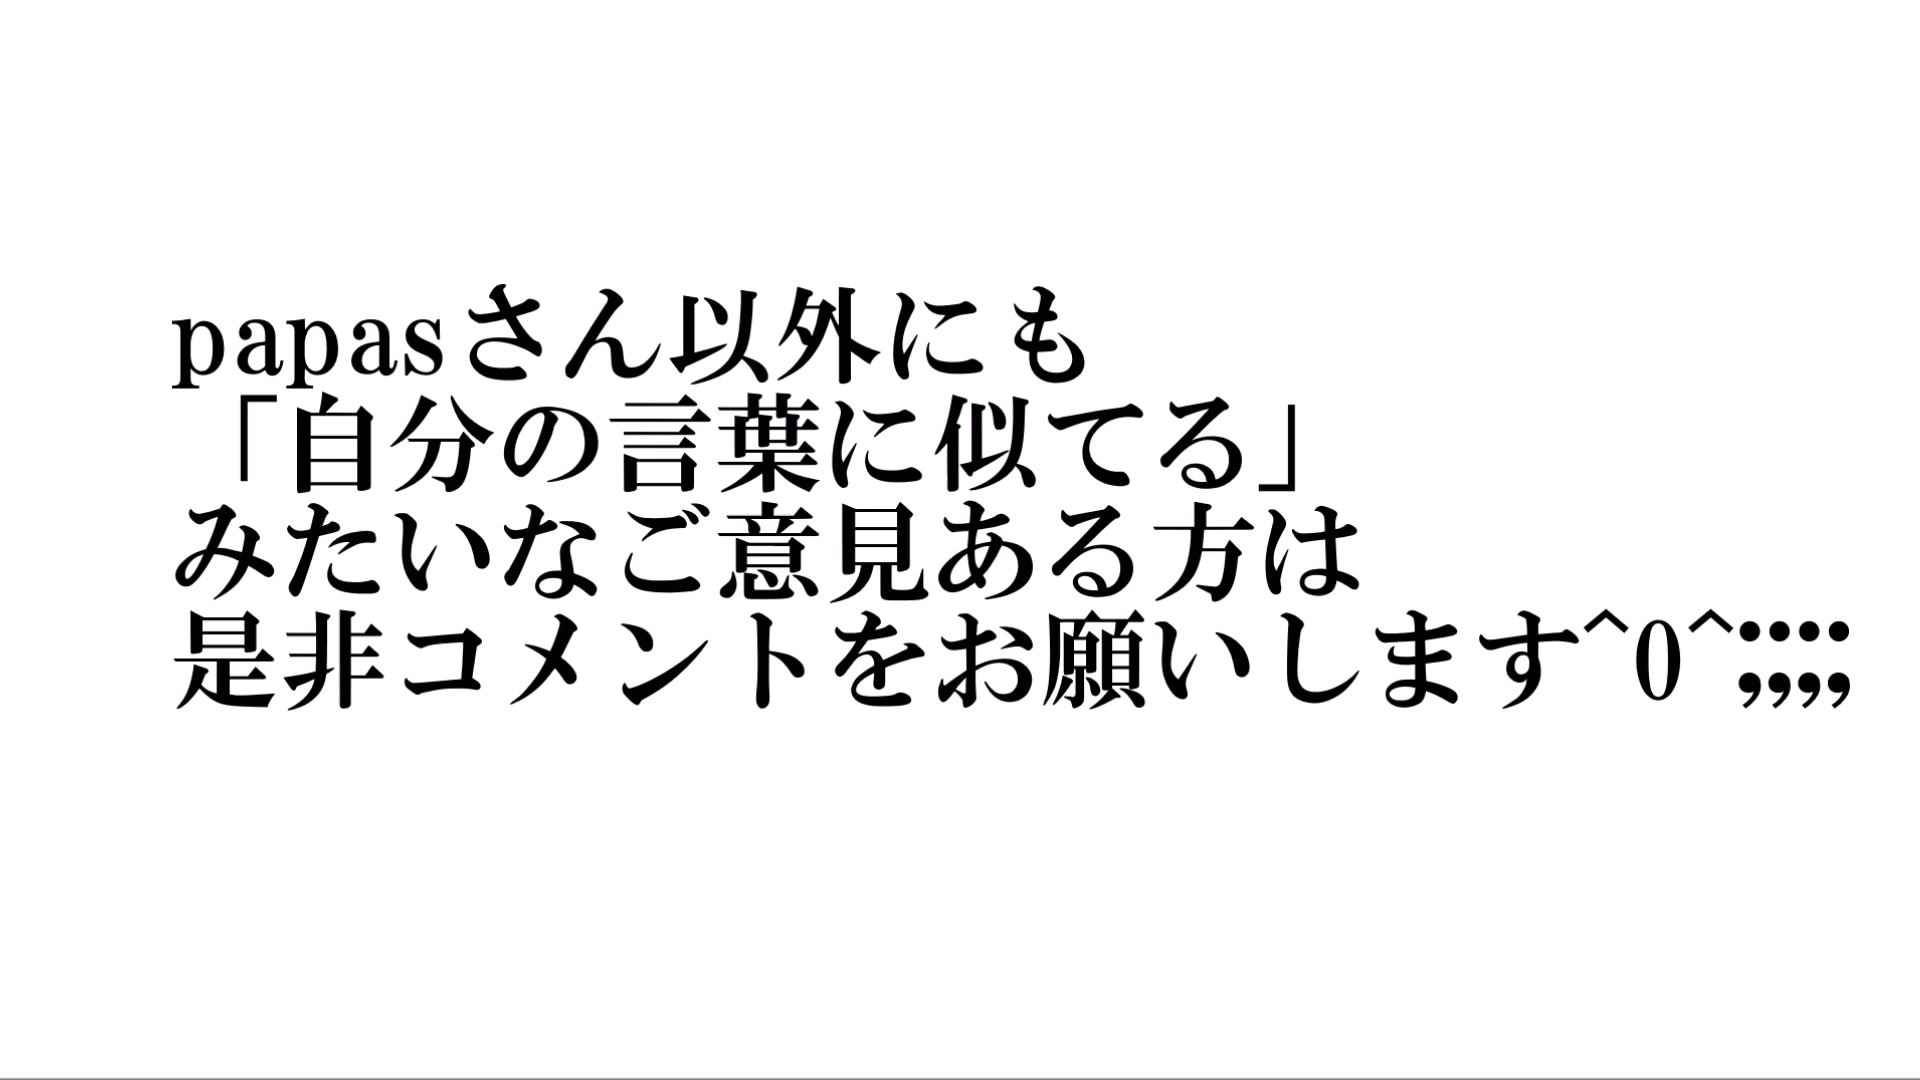 papasさん以外にも
「自分の言葉に似てる」
みたいなご意見ある方は
是非コメントをお願いします^0^;;;;